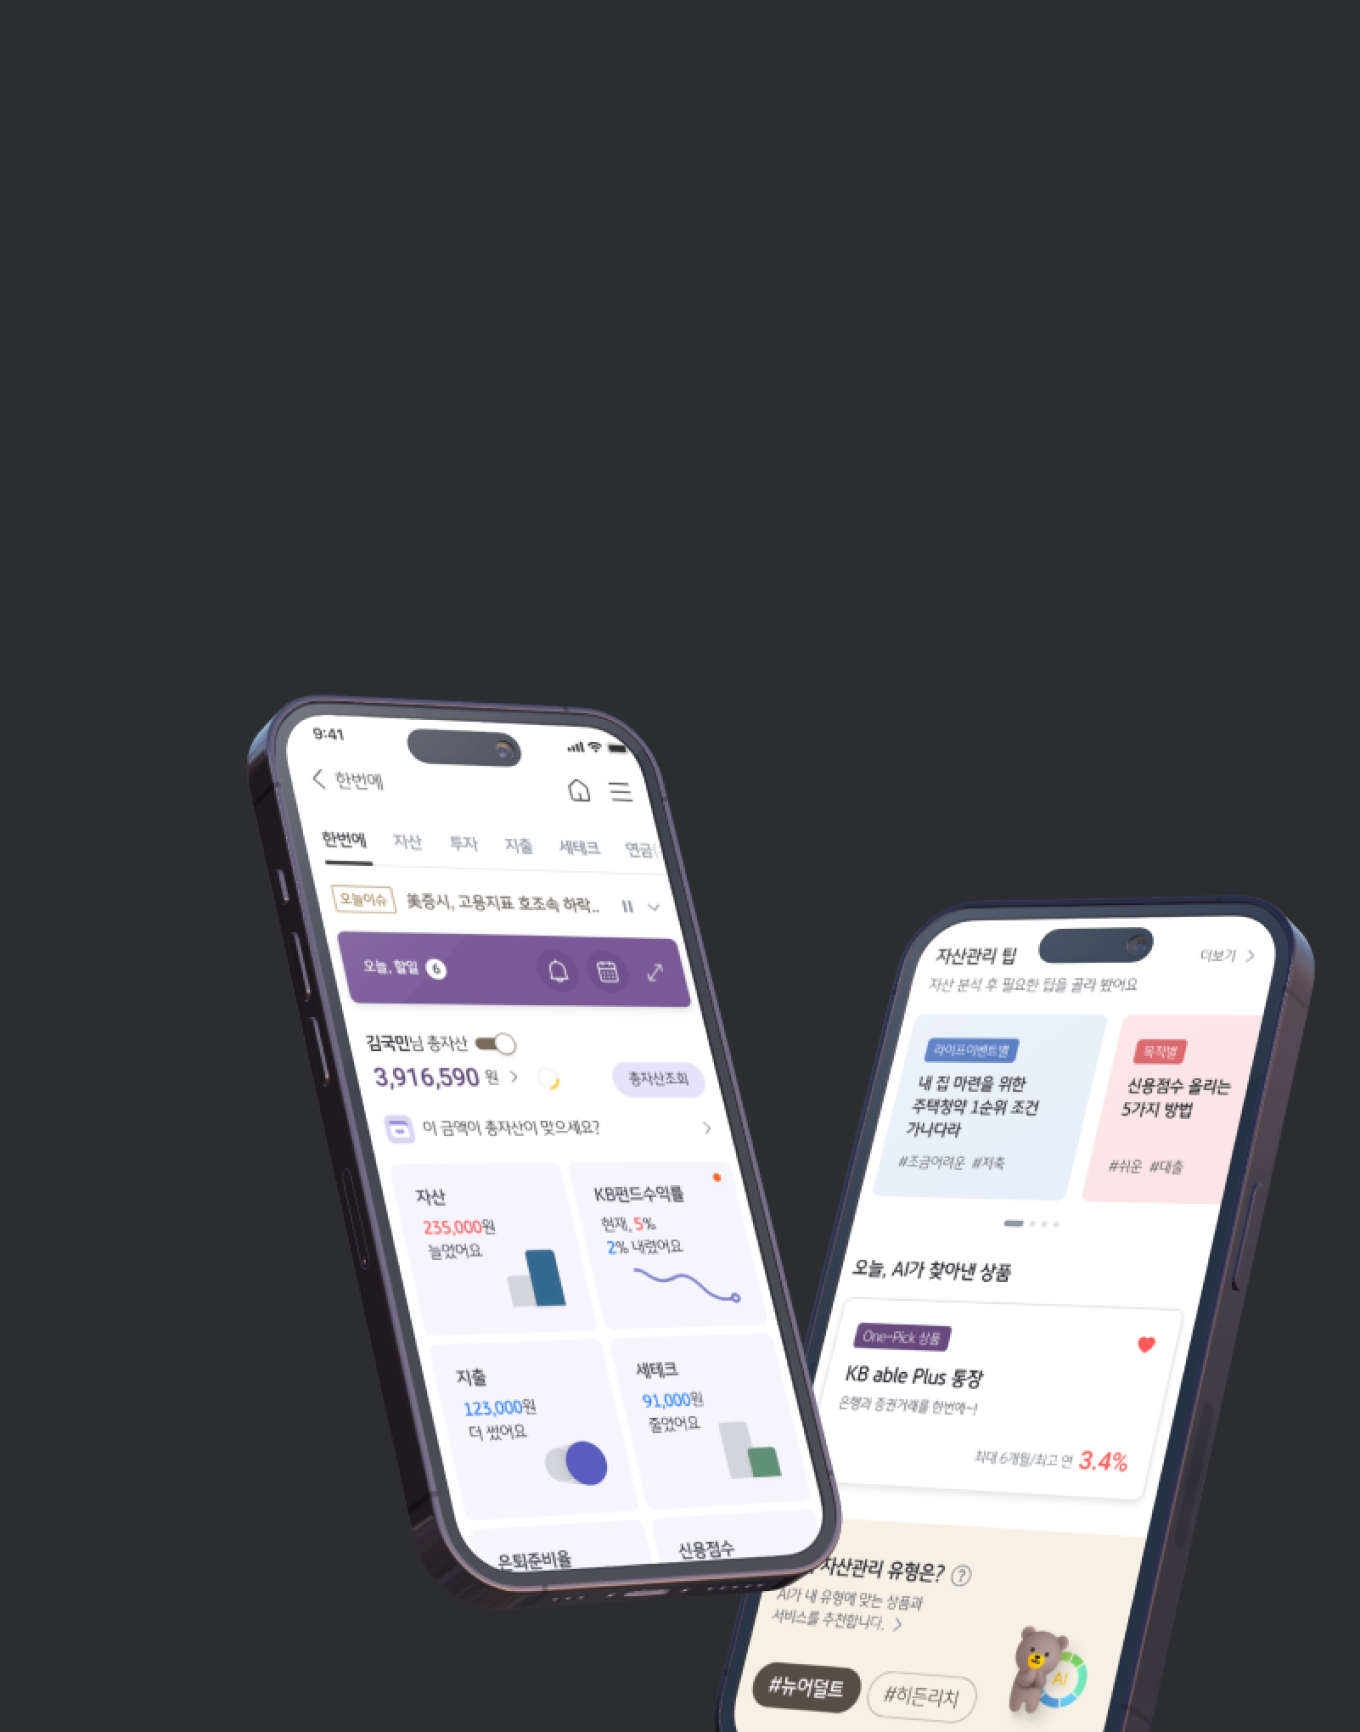 9:41
한번에
한번에 자산 투자 지출 세테크 연금
오늘이슈 美증시, 고용지표 호조속 하락..
오늘, 할일 6
김국민님 총자산
3,916,590 원
총자산조회
이 금액이 총자산이 맞으세요?
자산
235,000원
늘었어요
KB펀드수익률
현재, 5%
2% 내렸어요
지출
123,000원
더 썼어요
세테크
91,000원
줄었어요
은퇴준비율
신용점수
자산관리 팁
더보기
자산 분석 후 필요한 팁을 골라 봤어요
라이프이벤트별
내 집 마련을 위한
주택청약 1순위 조건
가나다라
#조금어려운 #저축
목적별
신용점수 올리는
5가지 방법
#쉬운 #대출
오늘, AI가 찾아낸 상품
One-Pick 상품
KB able Plus 통장
은행과 증권거래를 한번에~!
최대 6개월/최고 연 3.4%
자산관리 유형은? ?
AI가 내 유형에 맞는 상품과
서비스를 추천합니다.
AI
#뉴어덜트
#히든리치